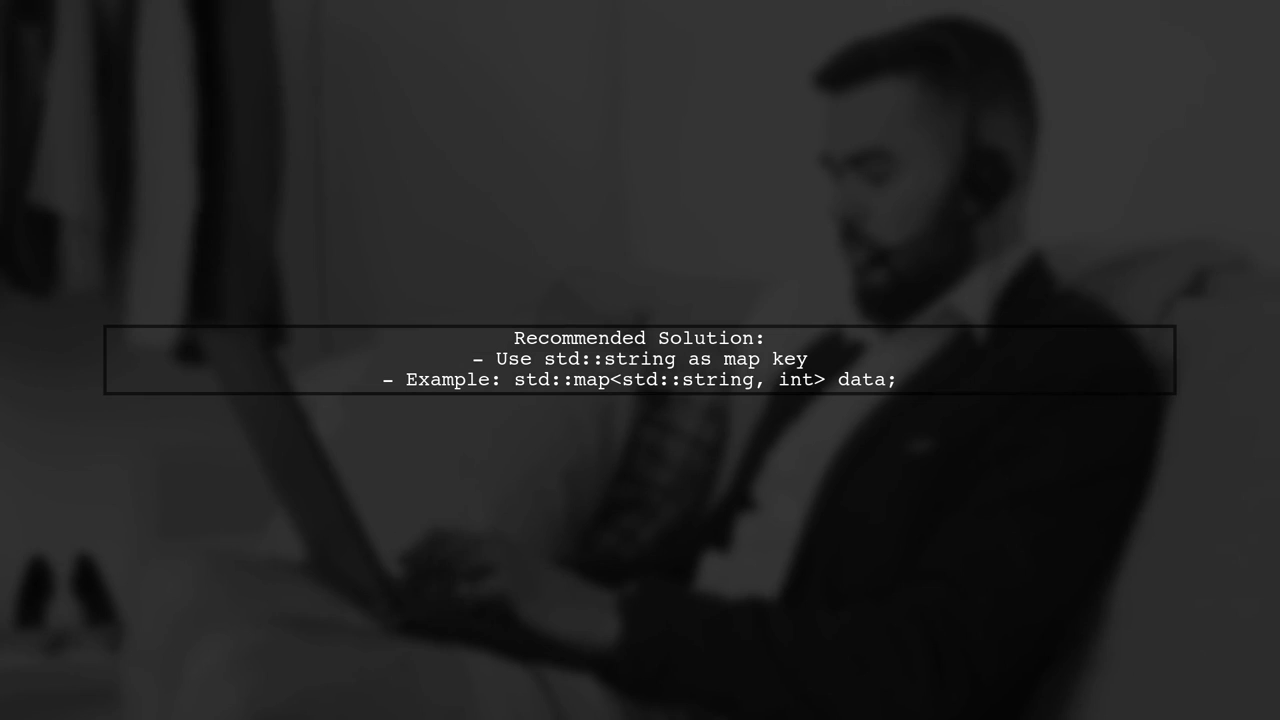 Recommended Solution:
- Use std::string as map key
- Example: std::map<std::string, int> data;